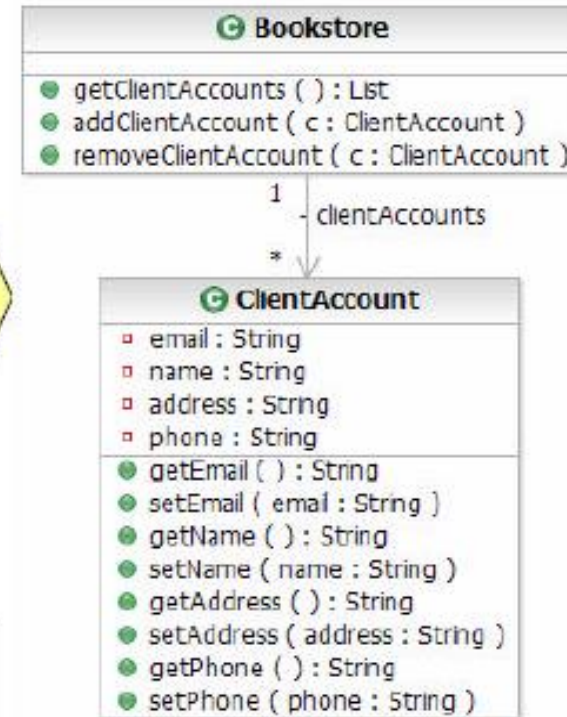 Bookstore
getClientAccounts ( ) : List
addClientAccount ( c : ClientAccount )
removeClientAccount ( c : ClientAccount )
1
- clientAccounts
*
ClientAccount
email : String
name : String
address : String
phone : String
getEmail ( ) : String
setEmail ( email : String )
getName ( ) : String
setName ( name : String )
getAddress ( ) : String
setAddress ( address : String )
getPhone ( ) : String
setPhone ( phone : String )